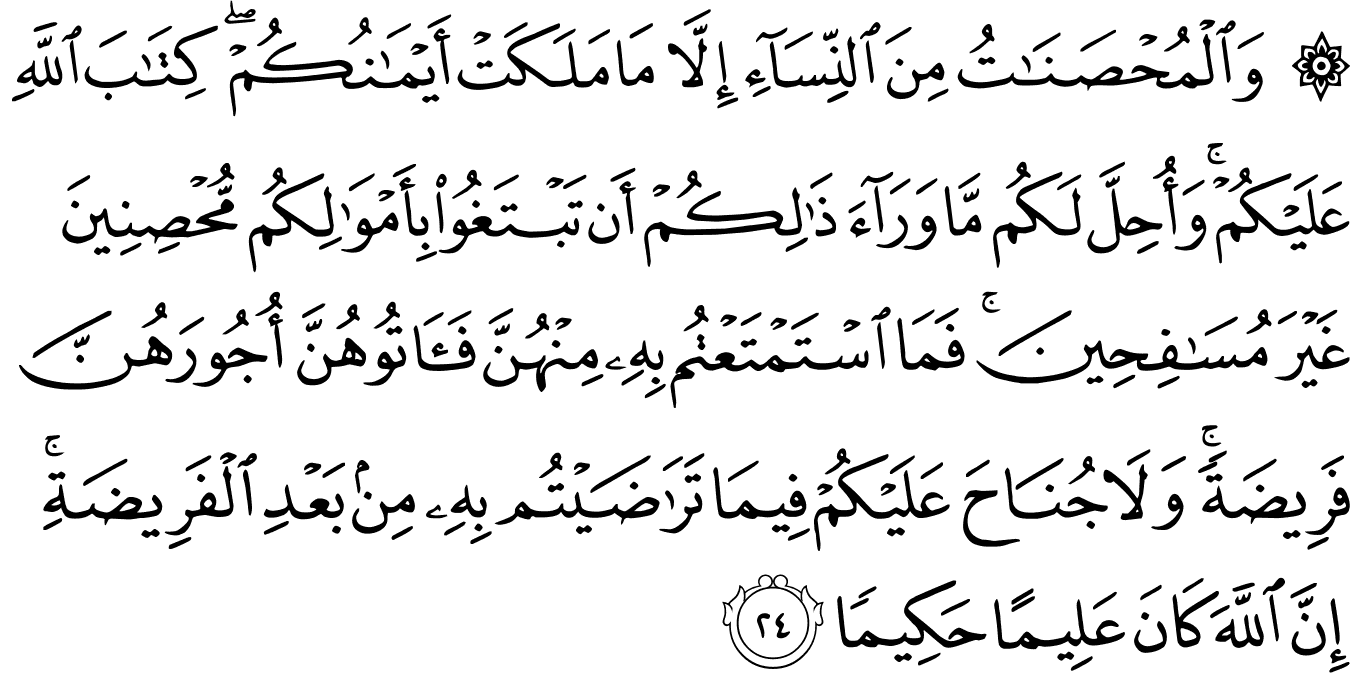 ۞ وَٱلْمُحْصَنَـٰتُ مِنَ ٱلنِّسَآءِ إِلَّا مَا مَلَكَتْ أَيْمَـٰنُكُمْ ۖ كِتَـٰبَ ٱللَّهِ
عَلَيْكُمْ ۚ وَأُحِلَّ لَكُم مَّا وَرَآءَ ذَٰلِكُمْ أَن تَبْتَغُوا۟ بِأَمْوَٰلِكُم مُّحْصِنِينَ
غَيْرَ مُسَـٰفِحِينَ ۚ فَمَا ٱسْتَمْتَعْتُم بِهِۦ مِنْهُنَّ فَـَٔاتُوهُنَّ أُجُورَهُنَّ
فَرِيضَةً ۚ وَلَا جُنَاحَ عَلَيْكُمْ فِيمَا تَرَٰضَيْتُم بِهِۦ مِنۢ بَعْدِ ٱلْفَرِيضَةِ ۚ
إِنَّ ٱللَّهَ كَانَ عَلِيمًا حَكِيمًا ٢٤